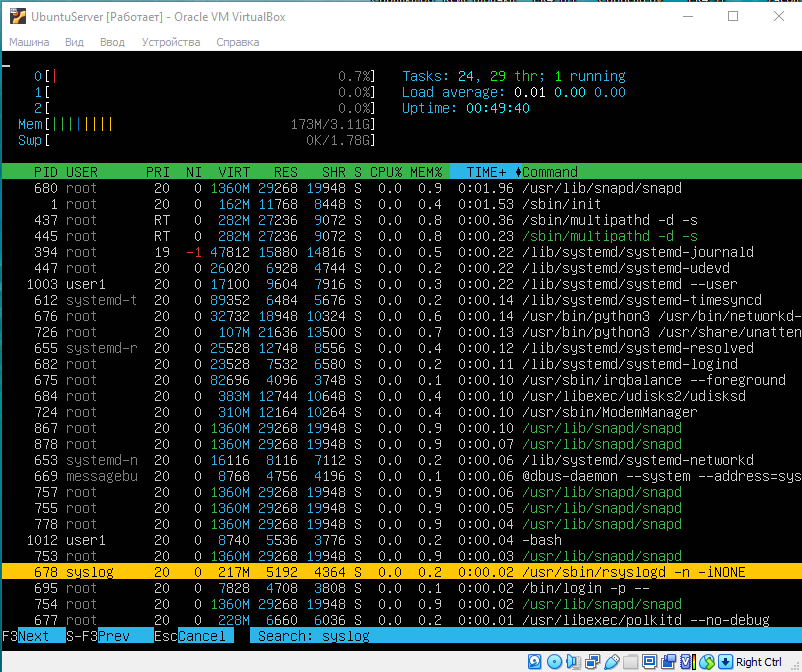 UbuntuServer [Работает] - Oracle VM VirtualBox
Машина Вид Ввод Устройства Справка
0[| 0.7%] Tasks: 24, 29 thr; 1 running
1[ 0.0%] Load average: 0.01 0.00 0.00
2[ 0.0%] Uptime: 00:49:40
Mem[|||||||| 173M/3.11G]
Swp[ 0K/1.78G]
PID USER PRI NI VIRT RES SHR S CPU% MEM% TIME+ Command
680 root 20 0 1360M 29268 19948 S 0.0 0.9 0:01.96 /usr/lib/snapd/snapd
1 root 20 0 162M 11768 8448 S 0.0 0.4 0:01.53 /sbin/init
437 root RT 0 282M 27236 9072 S 0.0 0.8 0:00.36 /sbin/multipathd -d -s
445 root RT 0 282M 27236 9072 S 0.0 0.8 0:00.23 /sbin/multipathd -d -s
394 root 19 -1 47812 15880 14816 S 0.0 0.5 0:00.22 /lib/systemd/systemd-journald
447 root 20 0 26020 6928 4744 S 0.0 0.2 0:00.22 /lib/systemd/systemd-udevd
1003 user1 20 0 17100 9604 7916 S 0.0 0.3 0:00.22 /lib/systemd/systemd --user
612 systemd-t 20 0 89352 6484 5676 S 0.0 0.2 0:00.14 /lib/systemd/systemd-timesyncd
676 root 20 0 32732 18948 10324 S 0.0 0.6 0:00.14 /usr/bin/python3 /usr/bin/networkd-
726 root 20 0 107M 21636 13500 S 0.0 0.7 0:00.13 /usr/bin/python3 /usr/share/unatten
655 systemd-r 20 0 25528 12748 8556 S 0.0 0.4 0:00.12 /lib/systemd/systemd-resolved
682 root 20 0 23528 7532 6580 S 0.0 0.2 0:00.11 /lib/systemd/systemd-logind
675 root 20 0 82696 4096 3748 S 0.0 0.1 0:00.10 /usr/sbin/irqbalance --foreground
684 root 20 0 383M 12744 10648 S 0.0 0.4 0:00.10 /usr/libexec/udisks2/udisksd
724 root 20 0 310M 12164 10264 S 0.0 0.4 0:00.10 /usr/sbin/ModemManager
867 root 20 0 1360M 29268 19948 S 0.0 0.9 0:00.10 /usr/lib/snapd/snapd
878 root 20 0 1360M 29268 19948 S 0.0 0.9 0:00.07 /usr/lib/snapd/snapd
653 systemd-n 20 0 16116 8116 7112 S 0.0 0.2 0:00.06 /lib/systemd/systemd-networkd
669 messagebu 20 0 8768 4756 4196 S 0.0 0.1 0:00.06 @dbus-daemon --system --address=sys
757 root 20 0 1360M 29268 19948 S 0.0 0.9 0:00.06 /usr/lib/snapd/snapd
755 root 20 0 1360M 29268 19948 S 0.0 0.9 0:00.05 /usr/lib/snapd/snapd
778 root 20 0 1360M 29268 19948 S 0.0 0.9 0:00.04 /usr/lib/snapd/snapd
1012 user1 20 0 8740 5536 3776 S 0.0 0.2 0:00.04 -bash
753 root 20 0 1360M 29268 19948 S 0.0 0.9 0:00.03 /usr/lib/snapd/snapd
678 syslog 20 0 217M 5192 4364 S 0.0 0.2 0:00.02 /usr/sbin/rsyslogd -n -iNONE
695 root 20 0 7828 4708 3808 S 0.0 0.1 0:00.02 /bin/login -p --
754 root 20 0 1360M 29268 19948 S 0.0 0.9 0:00.02 /usr/lib/snapd/snapd
677 root 20 0 228M 6660 6036 S 0.0 0.2 0:00.01 /usr/libexec/polkitd --no-debug
F3Next S-F3Prev EscCancel Search: syslog
Right Ctrl